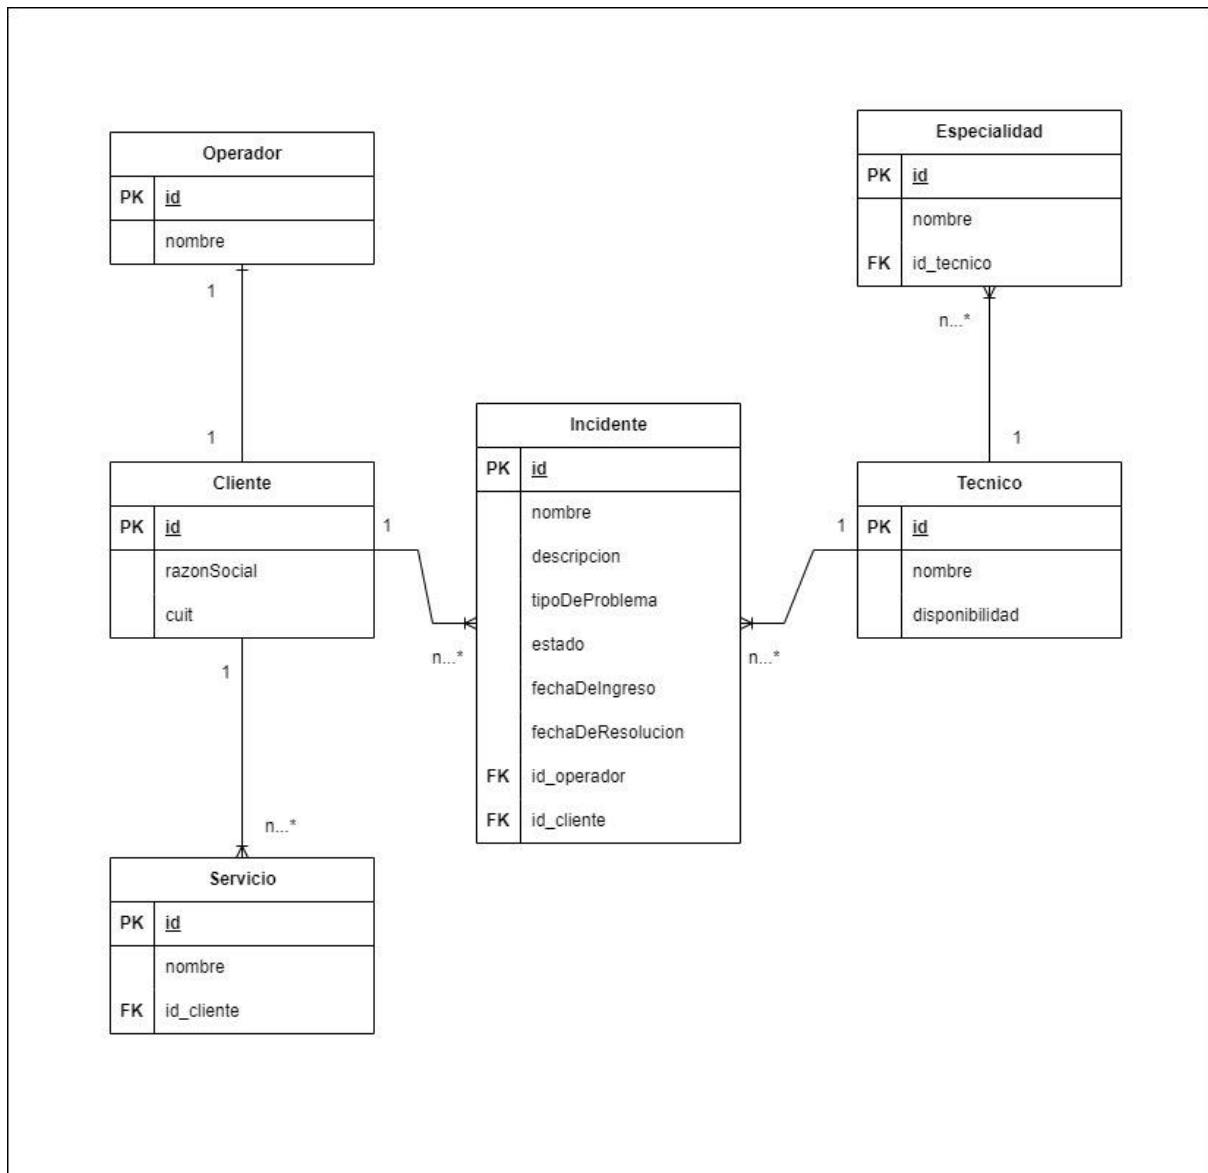 Operador
PK id
nombre
1
1
Cliente
PK id
razonSocial
cuit
1
1
n...*
n...*
Servicio
PK id
nombre
FK id_cliente
Incidente
PK id
nombre
descripcion
tipoDeProblema
estado
fechaDeIngreso
fechaDeResolucion
FK id_operador
FK id_cliente
Especialidad
PK id
nombre
FK id_tecnico
n...*
1
Tecnico
PK id
nombre
disponibilidad
1
n...*